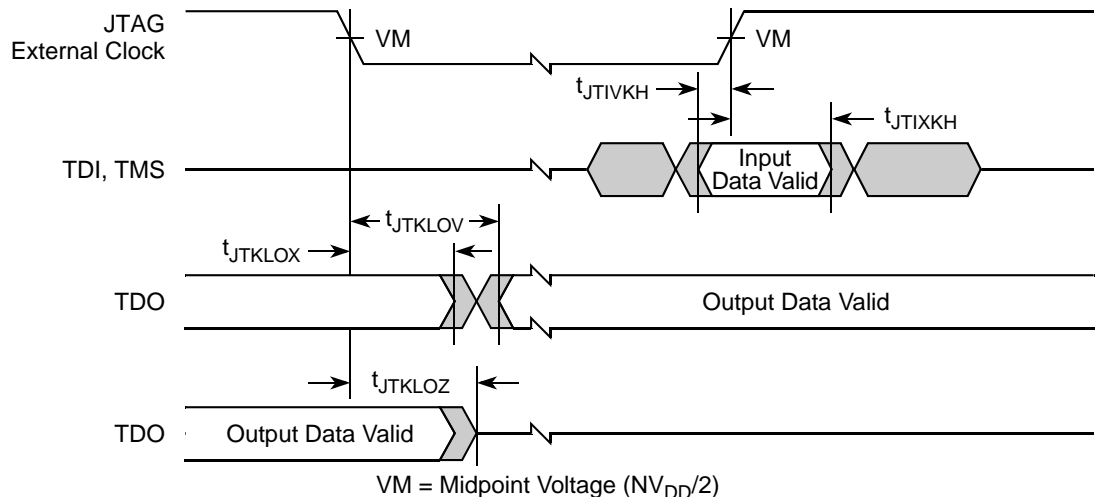 JTAG
External Clock
VM
VM
tJTIVKH
tJTIXKH
TDI, TMS
Input
Data Valid
tJTKLOV
tJTKLOX
TDO
Output Data Valid
tJTKLOZ
TDO
Output Data Valid
VM = Midpoint Voltage (NVDD/2)